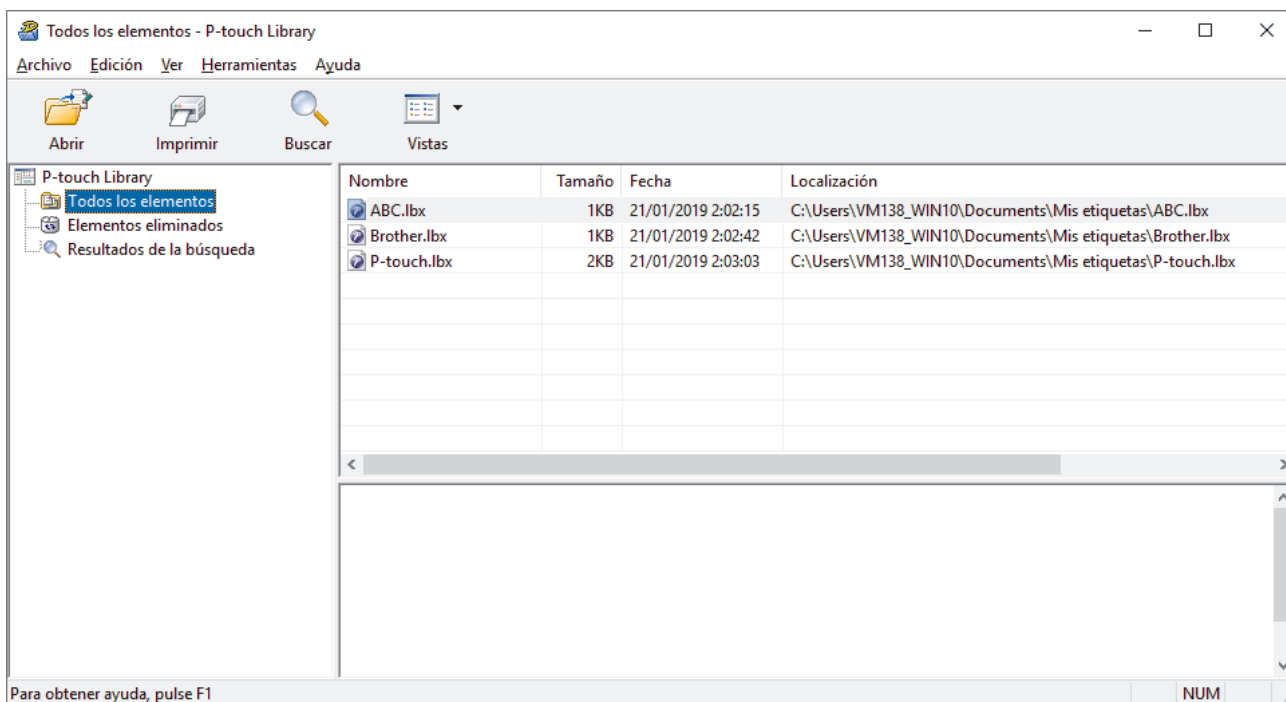 Todos los elementos - P-touch Library
Archivo Edición Ver Herramientas Ayuda
Abrir Imprimir Buscar Vistas
P-touch Library
Todos los elementos
Elementos eliminados
Resultados de la búsqueda
Nombre Tamaño Fecha Localización
ABC.lbx 1KB 21/01/2019 2:02:15 C:\Users\VM138_WIN10\Documents\Mis etiquetas\ABC.lbx
Brother.lbx 1KB 21/01/2019 2:02:42 C:\Users\VM138_WIN10\Documents\Mis etiquetas\Brother.lbx
P-touch.lbx 2KB 21/01/2019 2:03:03 C:\Users\VM138_WIN10\Documents\Mis etiquetas\P-touch.lbx
Para obtener ayuda, pulse F1 NUM